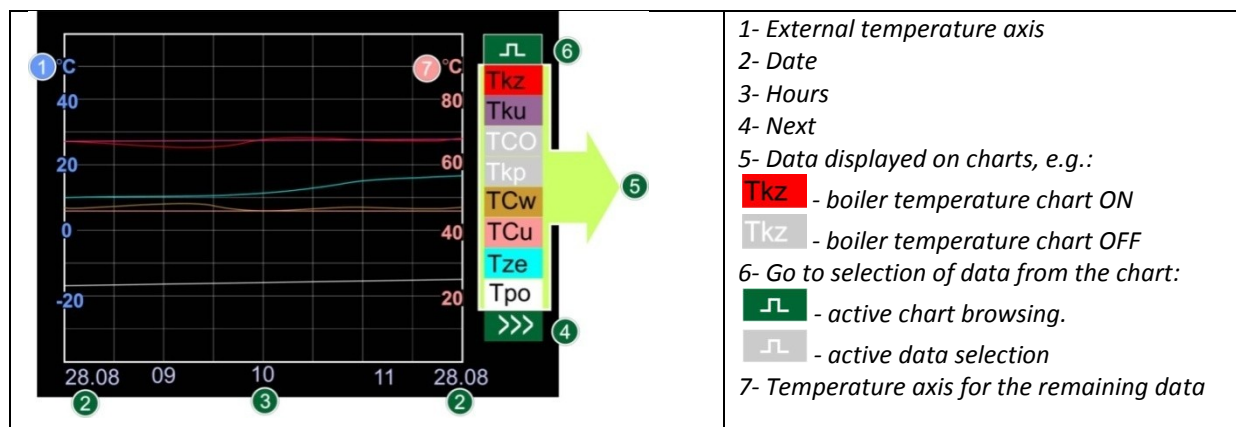 6
1 °C
7 °C
40
80
20
60
0
40
-20
20
28.08 09 10 11 28.08
2 3 2
Tkz
Tku
TCO
Tkp
TCw
TCu
Tze
Tpo
>>> 4
5
1- External temperature axis
2- Date
3- Hours
4- Next
5- Data displayed on charts, e.g.:
Tkz - boiler temperature chart ON
Tkz - boiler temperature chart OFF
6- Go to selection of data from the chart:
- active chart browsing.
- active data selection
7- Temperature axis for the remaining data